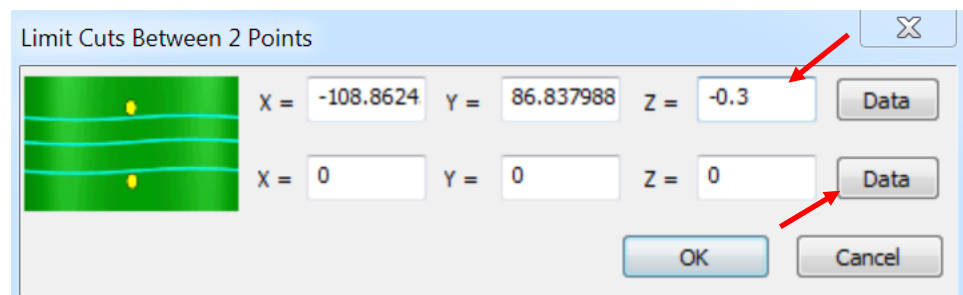 Limit Cuts Between 2 Points
X = -108.8624 Y = 86.837988 Z = -0.3 Data
X = 0 Y = 0 Z = 0 Data
OK Cancel